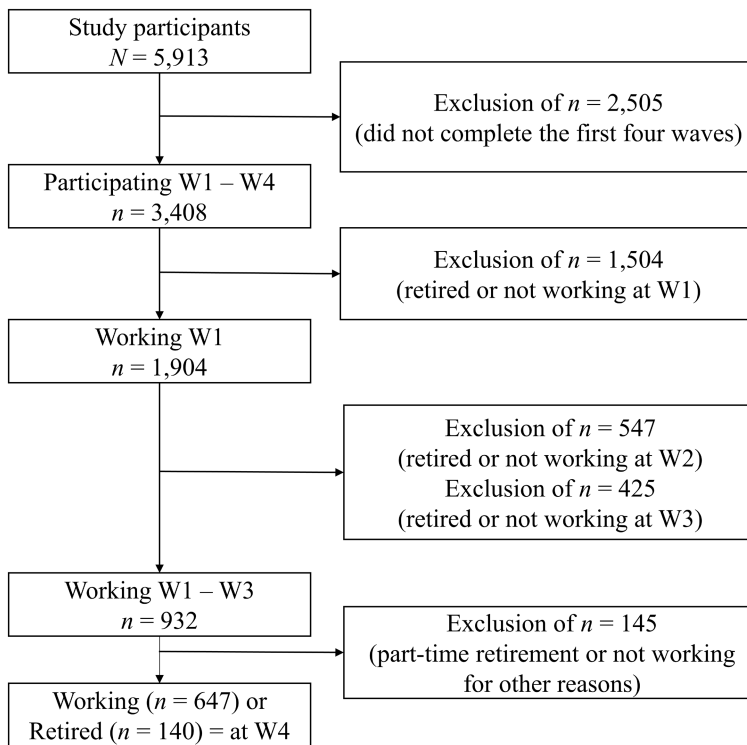 Study participants
N = 5,913
Exclusion of n = 2,505
(did not complete the first four waves)
Participating W1 – W4
n = 3,408
Exclusion of n = 1,504
(retired or not working at W1)
Working W1
n = 1,904
Exclusion of n = 547
(retired or not working at W2)
Exclusion of n = 425
(retired or not working at W3)
Working W1 – W3
n = 932
Exclusion of n = 145
(part-time retirement or not working
for other reasons)
Working (n = 647) or
Retired (n = 140) = at W4